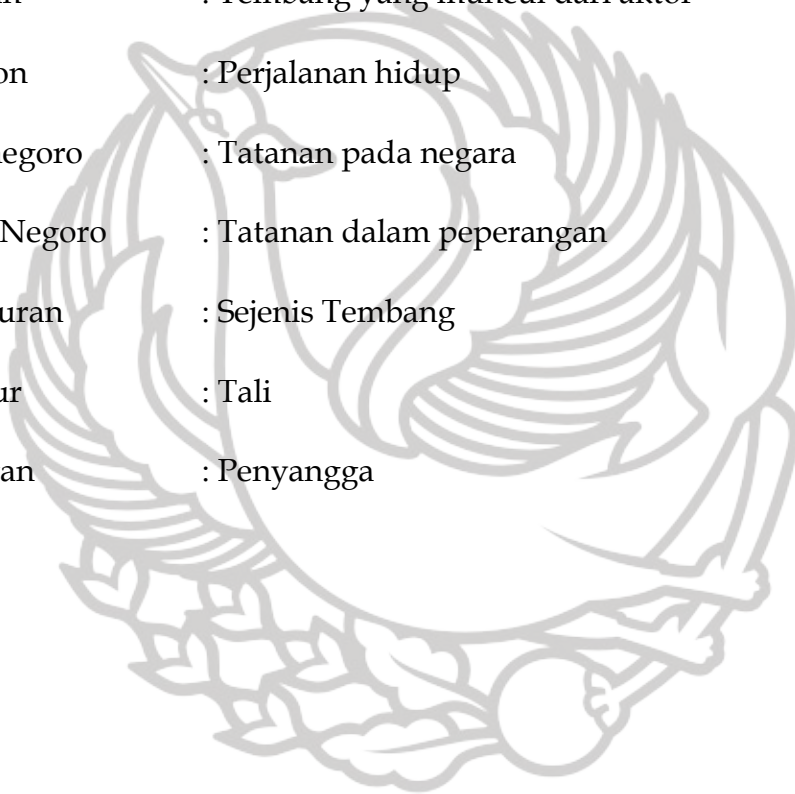 : Tembang yang muncul dari aktor
on : Perjalanan hidup
negoro : Tatanan pada negara
Negoro : Tatanan dalam peperangan
uran : Sejenis Tembang
ur : Tali
an : Penyangga